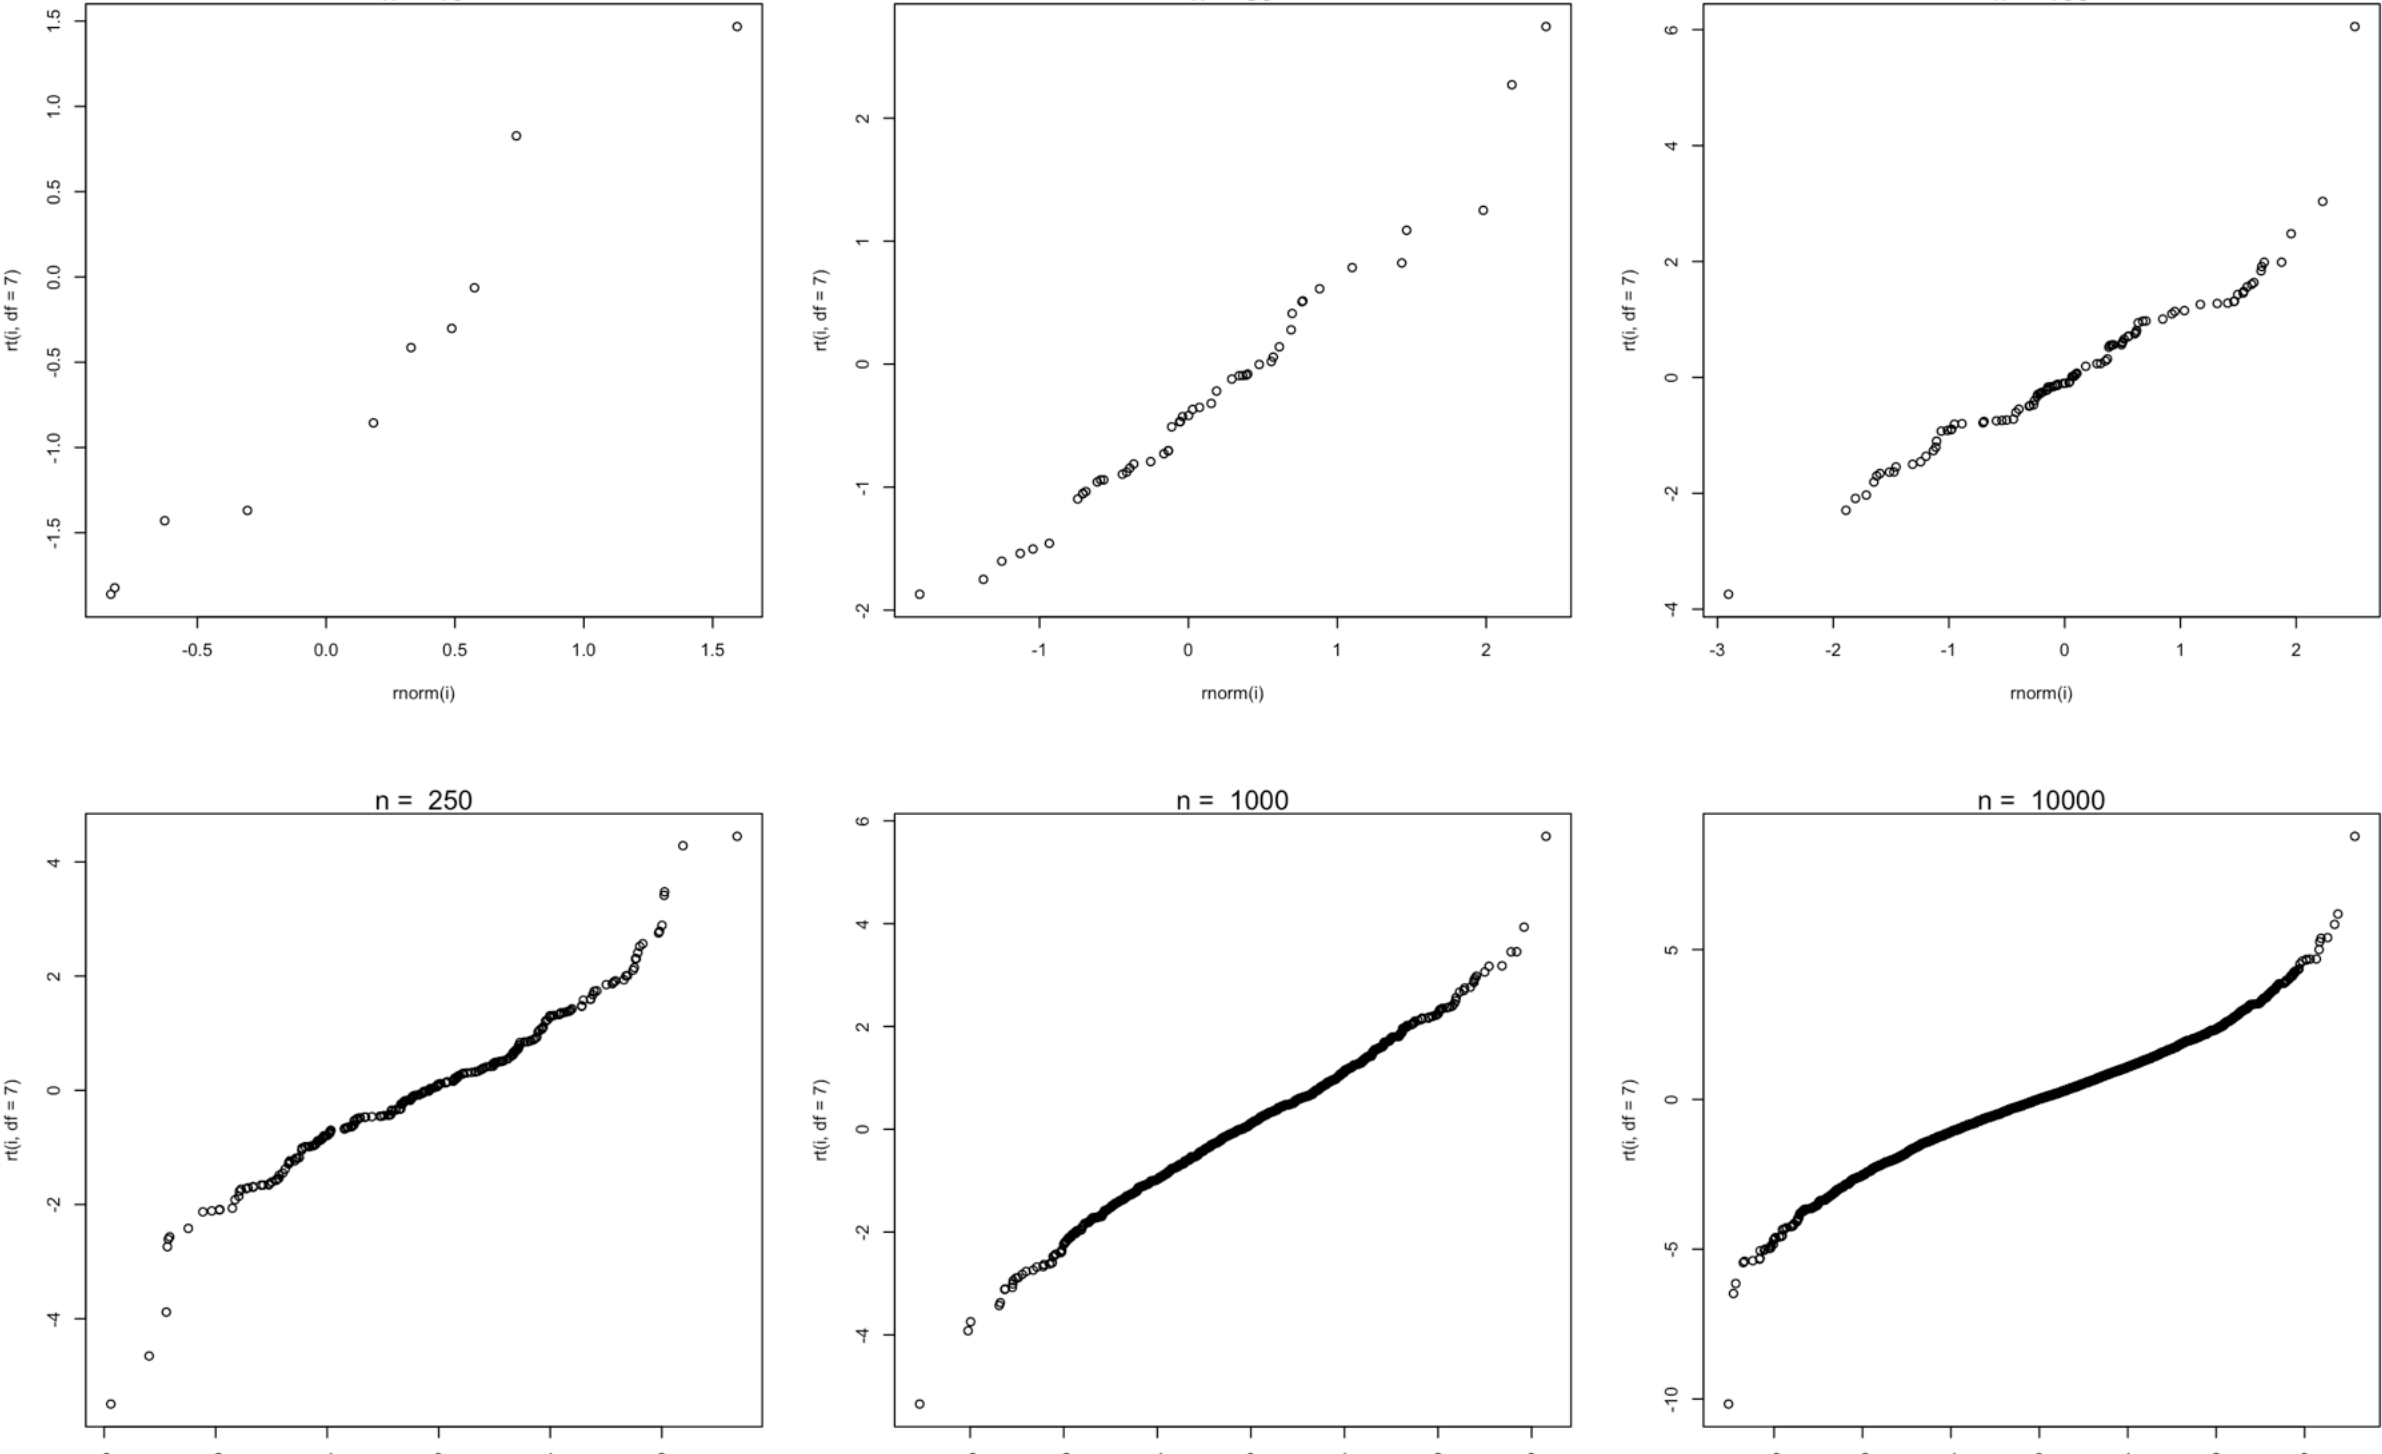 rt(i, df = 7)
-1.5 -1.0 -0.5 0.0 0.5 1.0 1.5
-0.5 0.0 0.5 1.0 1.5
rnorm(i)
rt(i, df = 7)
-2 -1 0 1 2
-1 0 1 2
rnorm(i)
rt(i, df = 7)
-4 -2 0 2 4 6
-3 -2 -1 0 1 2
rnorm(i)
n = 250
rt(i, df = 7)
-4 -2 0 2 4
n = 1000
rt(i, df = 7)
-4 -2 0 2 4 6
n = 10000
rt(i, df = 7)
-10 -5 0 5